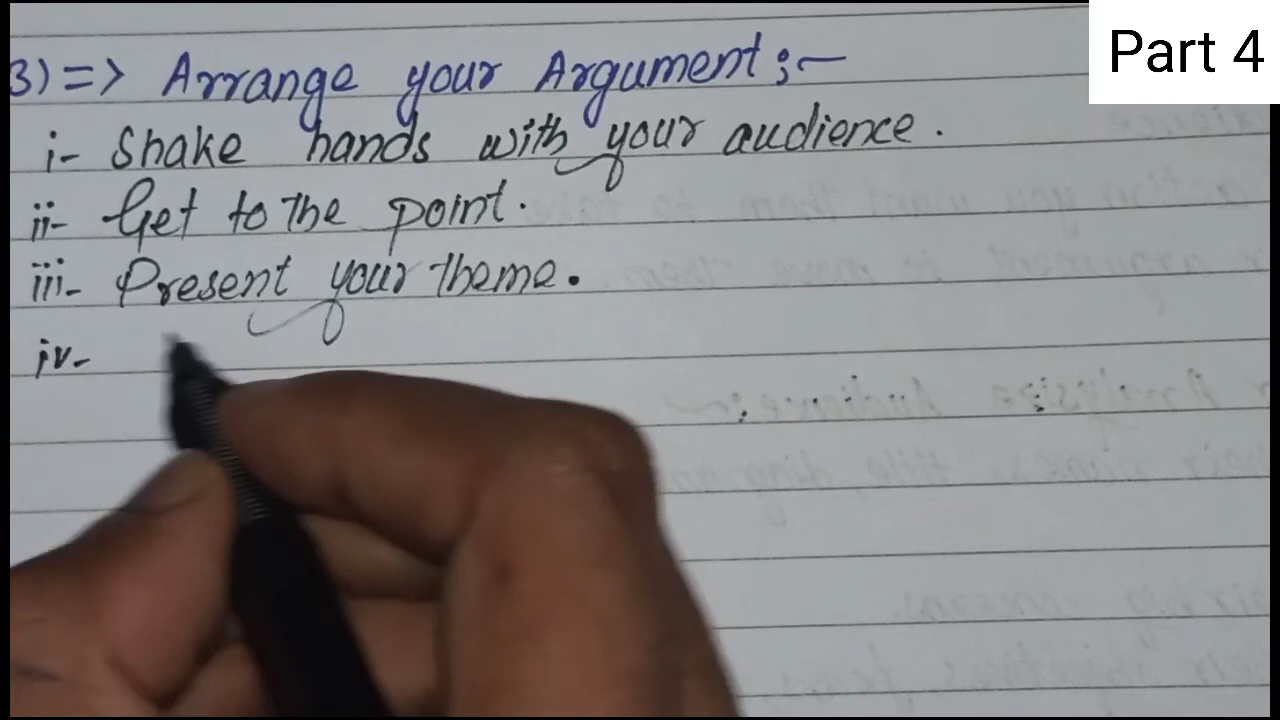 Part 4
3) => Arrange your Argument :-
i- Shake hands with your audience.
ii- Get to the point.
iii- Present your theme.
iv-